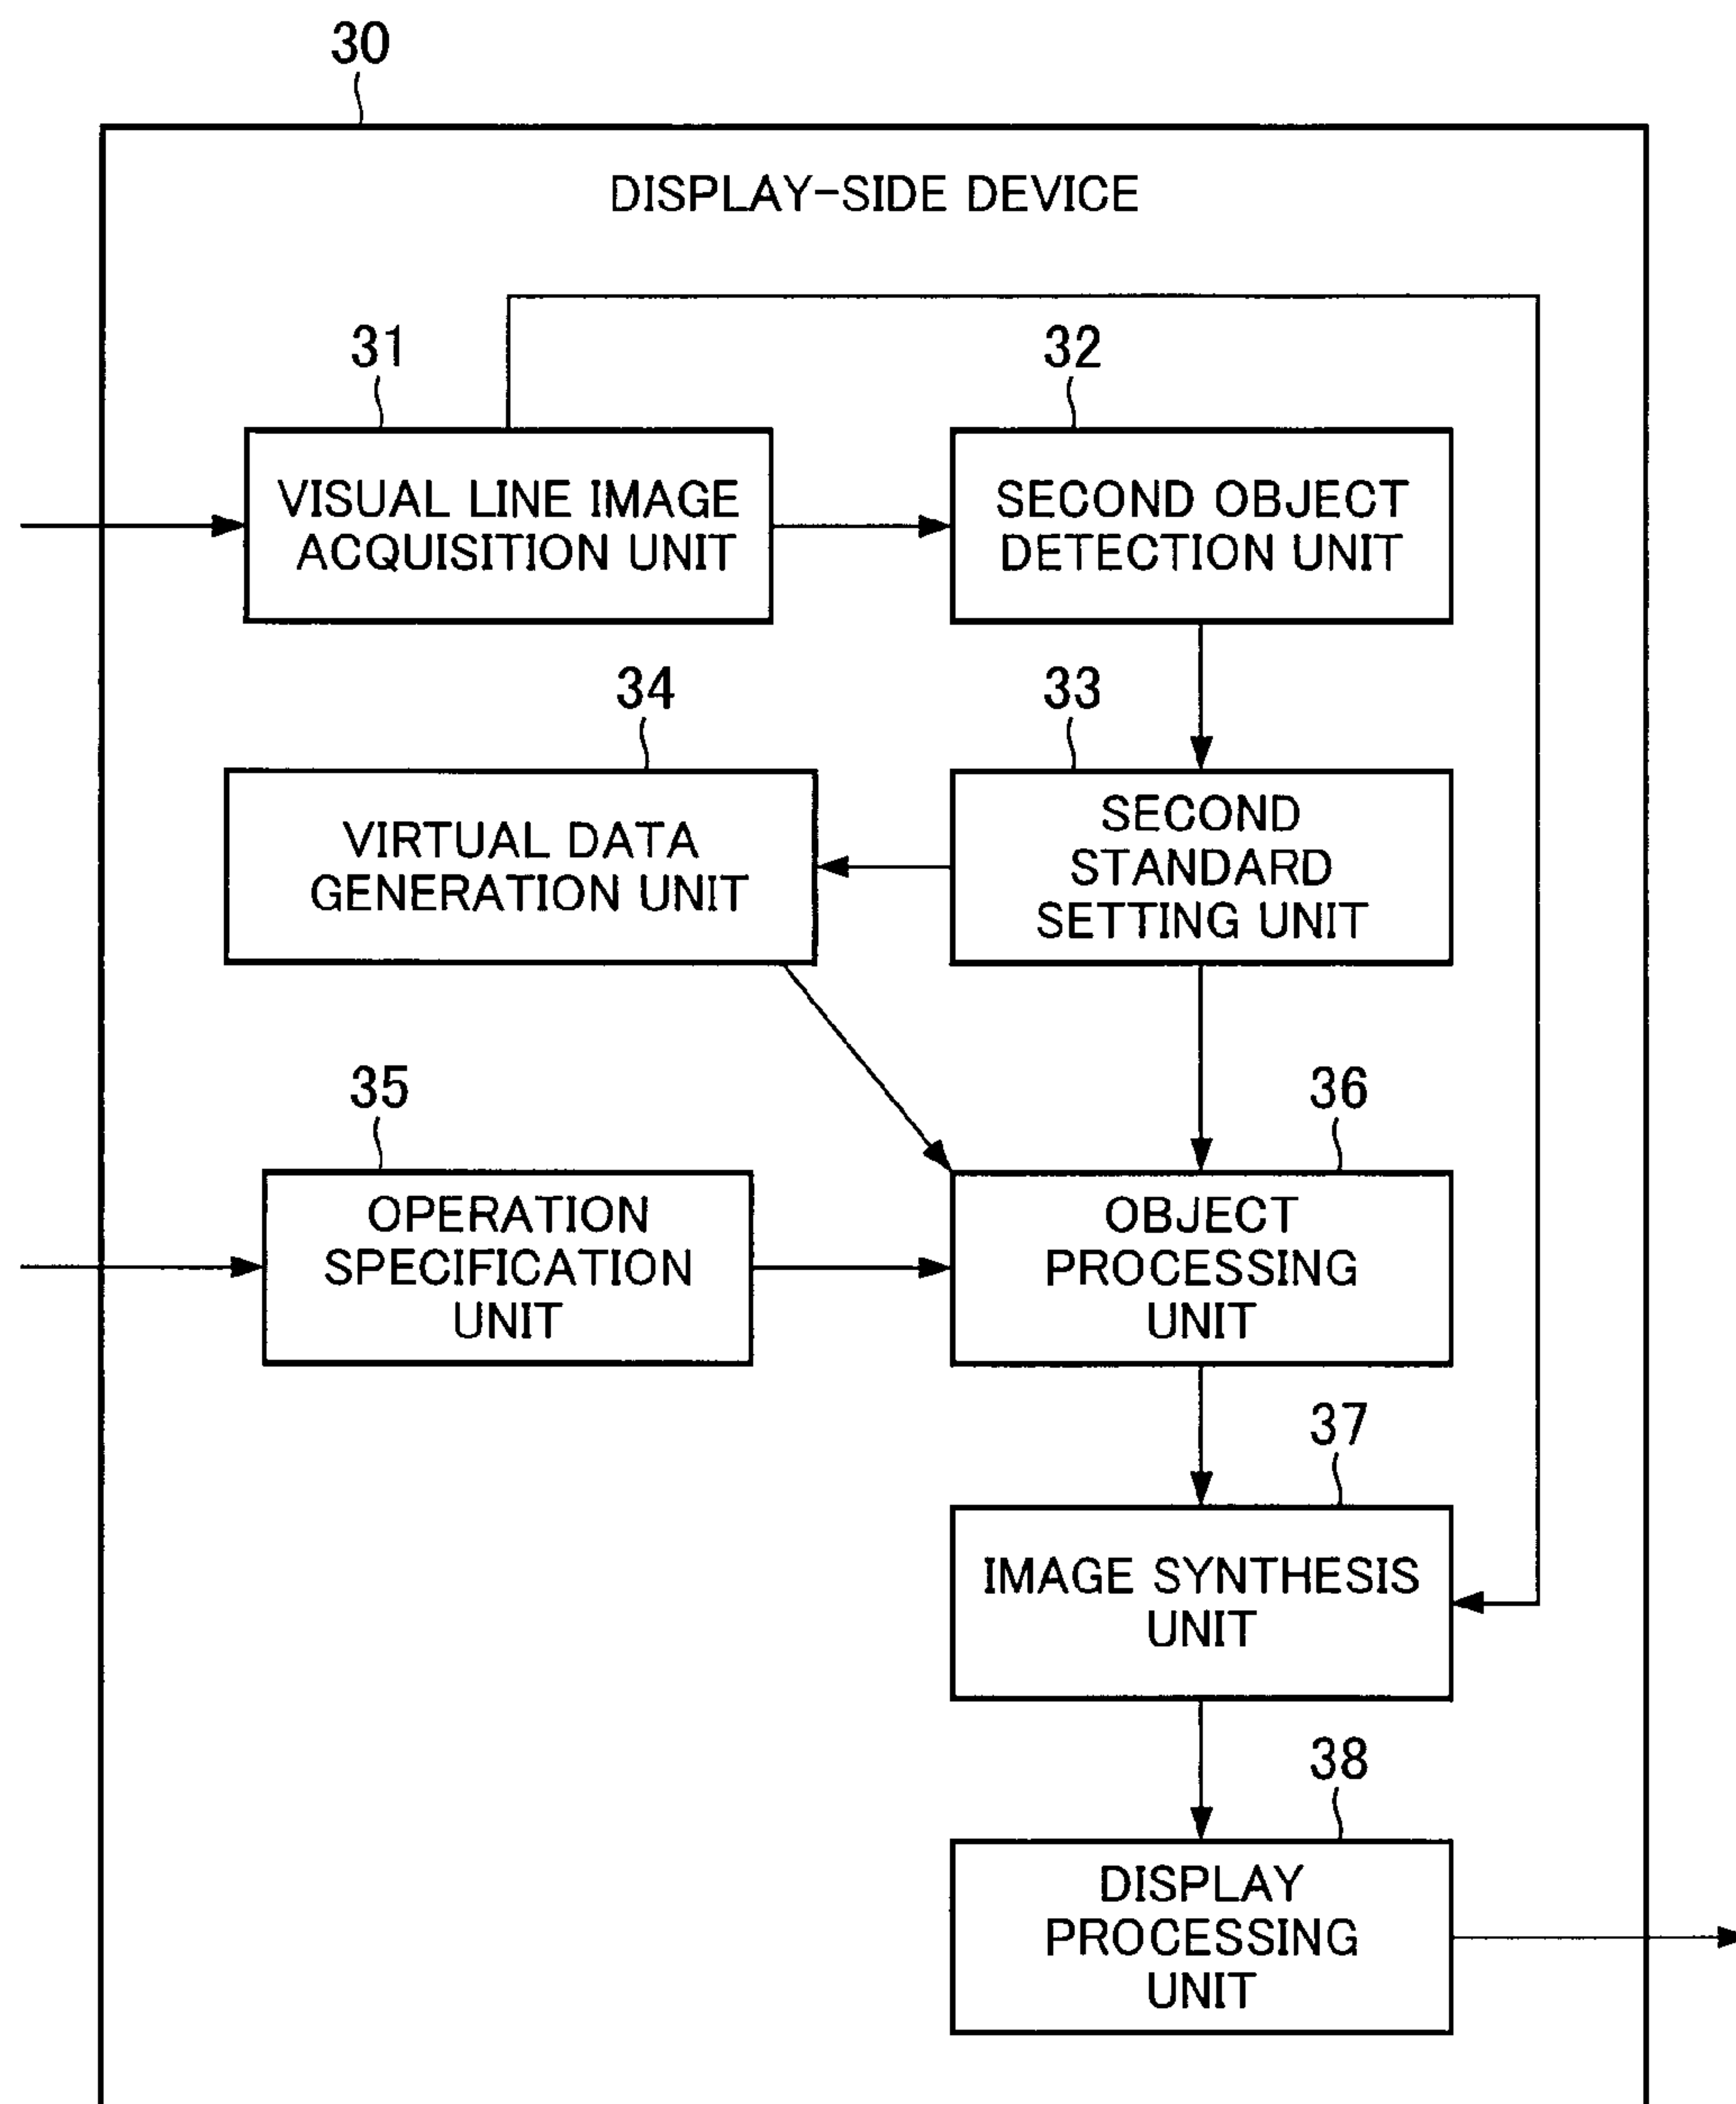 30
DISPLAY-SIDE DEVICE
31
32
VISUAL LINE IMAGE
ACQUISITION UNIT
SECOND OBJECT
DETECTION UNIT
34
33
VIRTUAL DATA
GENERATION UNIT
SECOND
STANDARD
SETTING UNIT
35
36
OPERATION
SPECIFICATION
UNIT
OBJECT
PROCESSING
UNIT
37
IMAGE SYNTHESIS
UNIT
38
DISPLAY
PROCESSING
UNIT